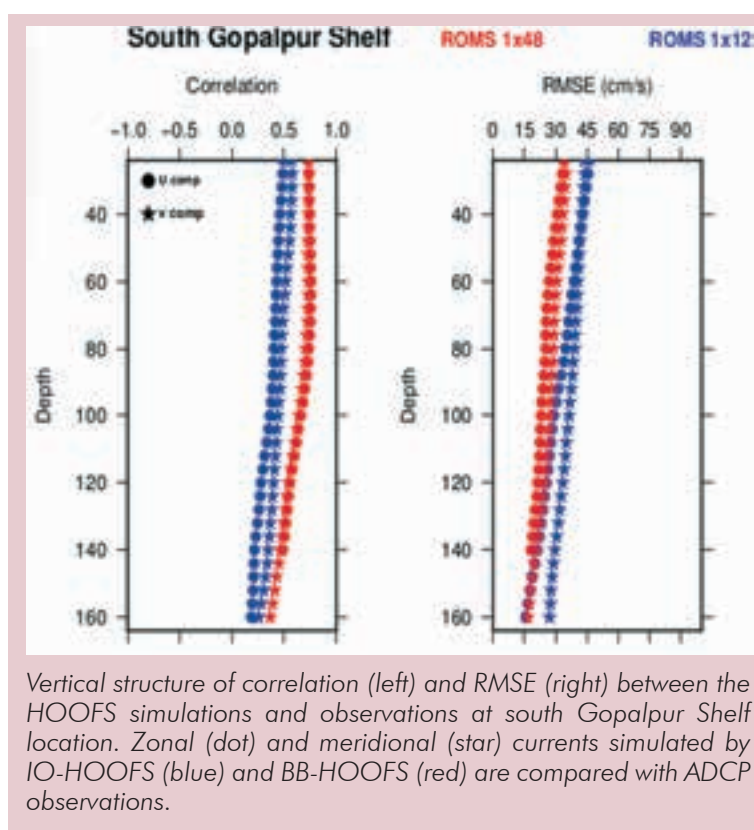 South Gopalpur Shelf ROMS 1x48 ROMS 1x12
Correlation RMSE (cm/s)
-1.0 -0.5 0.0 0.5 1.0 0 15 30 45 60 75 90
U comp
v comp
40 40
60 60
80 80
Depth Depth
100 100
120 120
140 140
160 160
Vertical structure of correlation (left) and RMSE (right) between the
HOOFS simulations and observations at south Gopalpur Shelf
location. Zonal (dot) and meridional (star) currents simulated by
IO-HOOFS (blue) and BB-HOOFS (red) are compared with ADCP
observations.